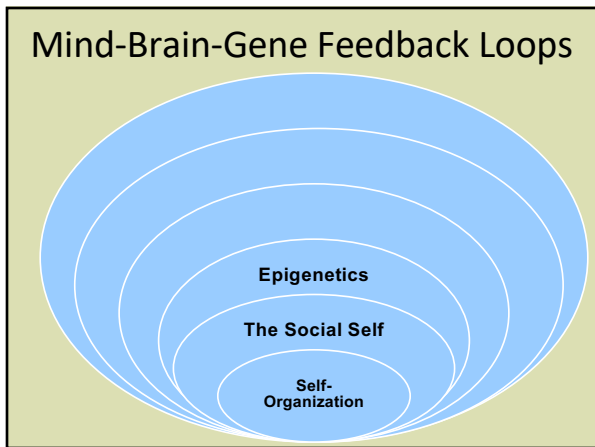 Mind-Brain-Gene Feedback Loops
Epigenetics
The Social Self
Self-
Organization